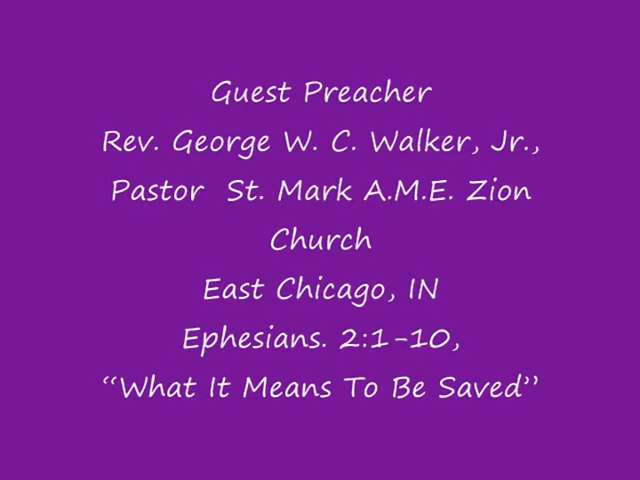 Guest Preacher
Rev. George W. C. Walker, Jr.,
Pastor  St. Mark A.M.E. Zion
Church
East Chicago, IN
Ephesians. 2:1-10,
“What It Means To Be Saved”